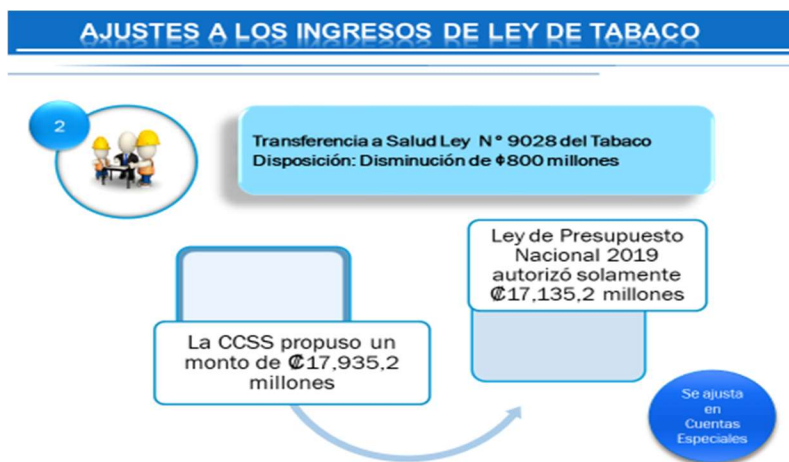 AJUSTES A LOS INGRESOS DE LEY DE TABACO
2
Transferencia a Salud Ley N° 9028 del Tabaco
Disposición: Disminución de ¢800 millones
La CCSS propuso un
monto de ₡17,935,2
millones
Ley de Presupuesto
Nacional 2019
autorizó solamente
₡17,135,2 millones
Se ajusta
en
Cuentas
Especiales